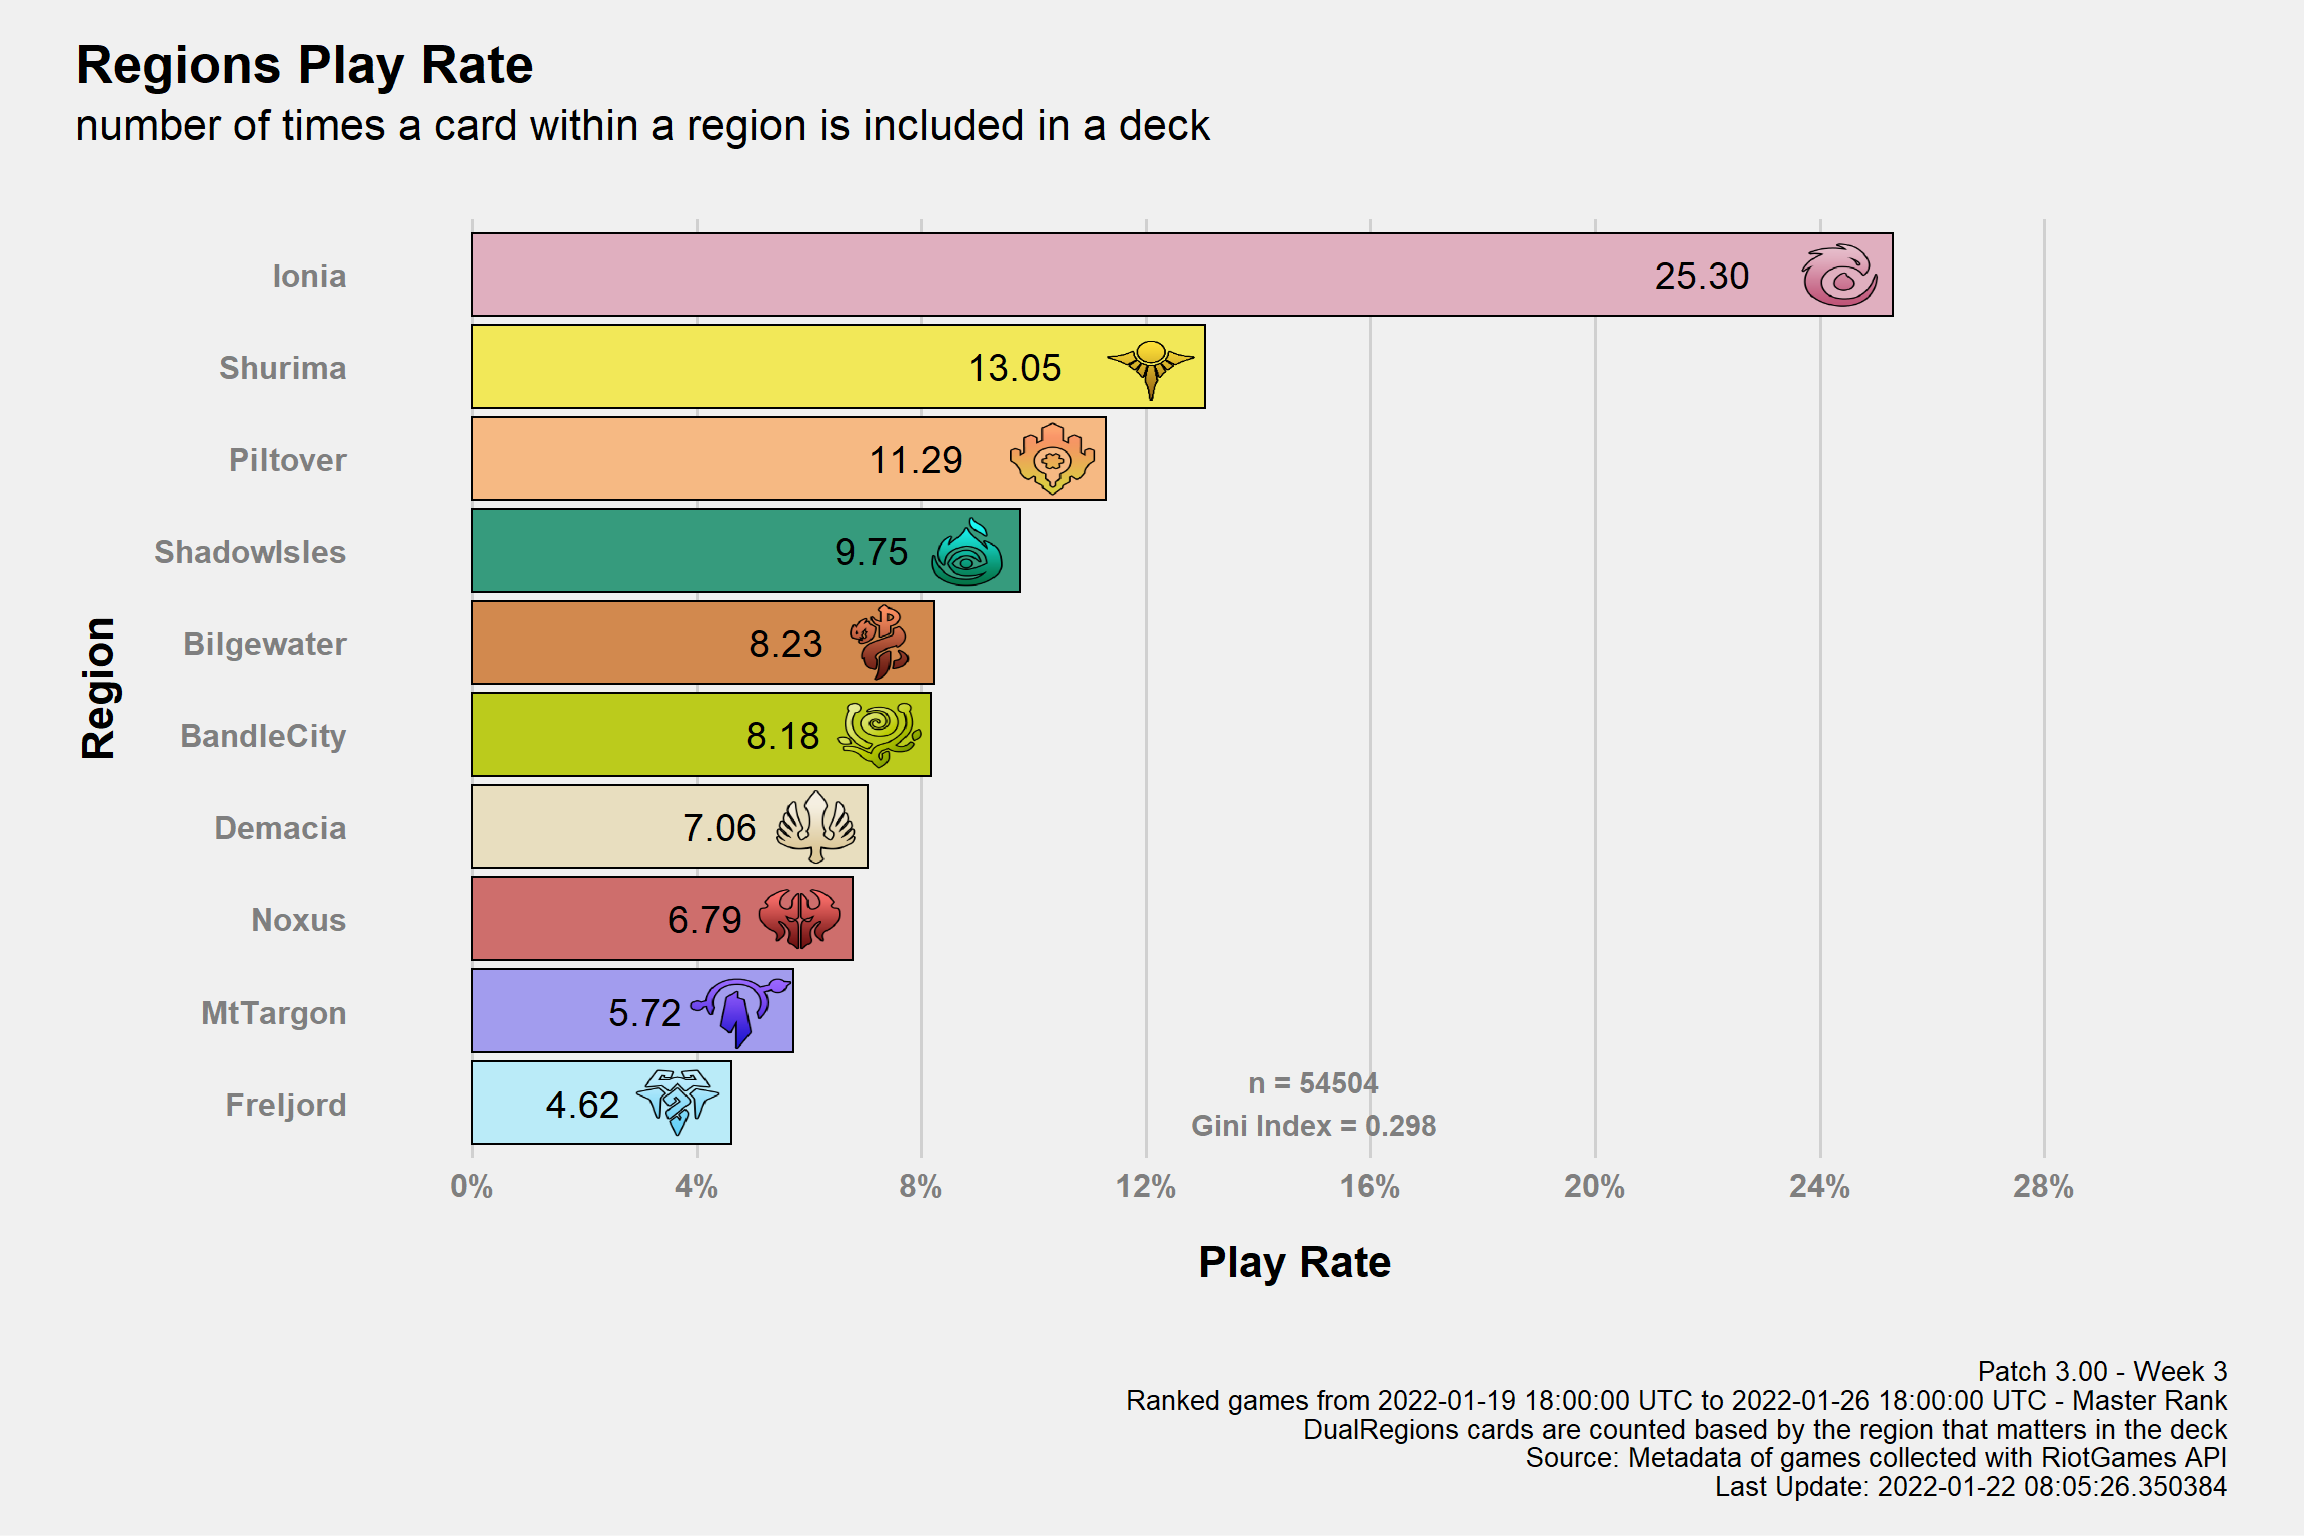 Regions Play Rate
number of times a card within a region is included in a deck
Region
Ionia 25.30
Shurima 13.05
Piltover 11.29
ShadowIsles 9.75
Bilgewater 8.23
BandleCity 8.18
Demacia 7.06
Noxus 6.79
MtTargon 5.72
Freljord 4.62
n = 54504
Gini Index = 0.298
0% 4% 8% 12% 16% 20% 24% 28%
Play Rate
Patch 3.00 - Week 3
Ranked games from 2022-01-19 18:00:00 UTC to 2022-01-26 18:00:00 UTC - Master Rank
DualRegions cards are counted based by the region that matters in the deck
Source: Metadata of games collected with RiotGames API
Last Update: 2022-01-22 08:05:26.350384